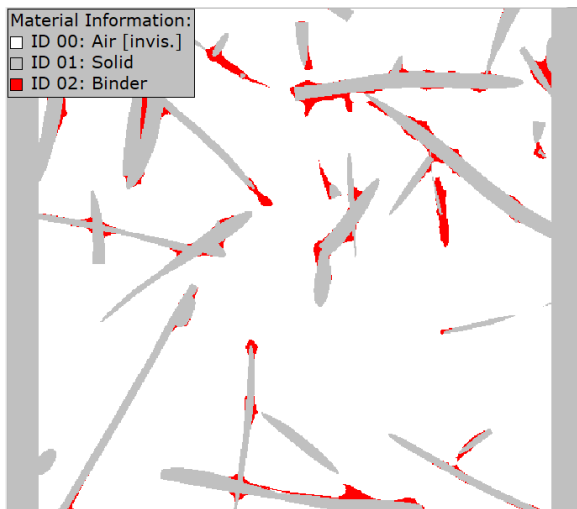 Material Information:
ID 00: Air [invis.]
ID 01: Solid
ID 02: Binder